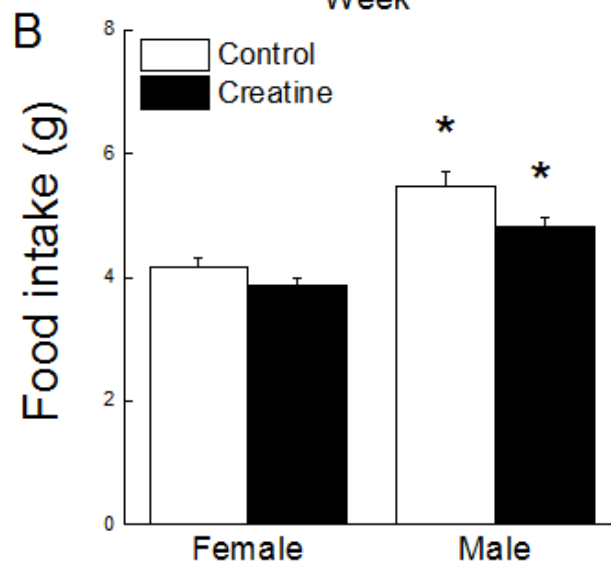 Week
B
8
Control
Creatine
6
*
*
Food intake (g)
4
2
0
Female Male